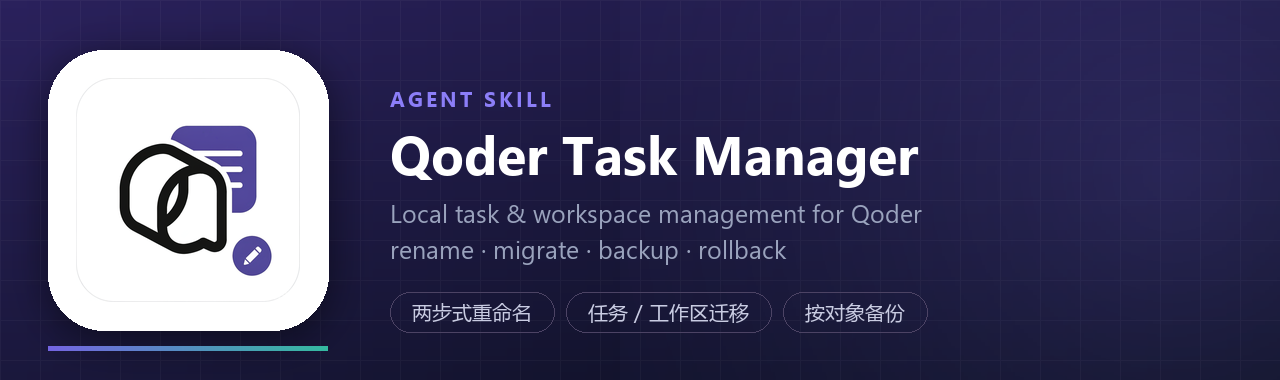 AGENT SKILL
Qoder Task Manager
Local task & workspace management for Qoder
rename · migrate · backup · rollback
两步式重命名 任务 / 工作区迁移 按对象备份